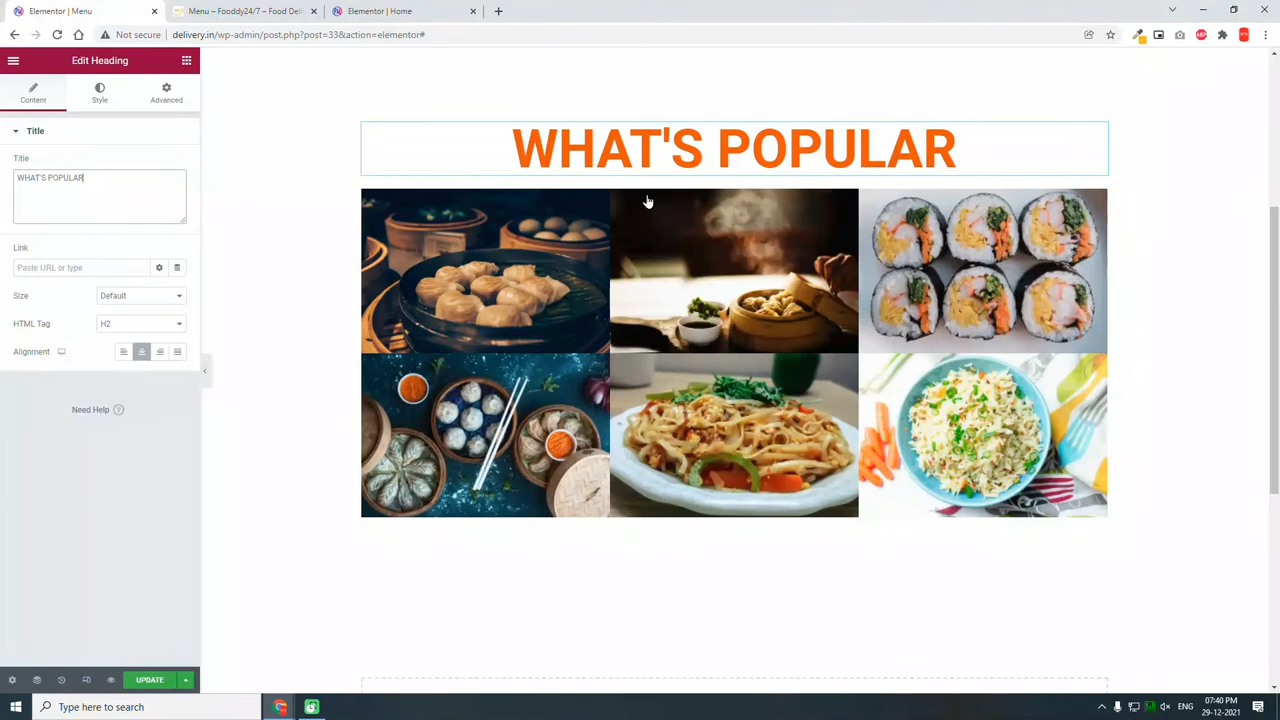 Elementor | Menu
Menu – Fooddy24/7 – Food Deli
Elementor | Home
Not secure
delivery.in/wp-admin/post.php?post=33&action=elementor#
Edit Heading
Content
Style
Advanced
Title
Title
WHAT'S POPULAR
Link
Paste URL or type
Size
Default
HTML Tag
H2
Alignment
Need Help ?
UPDATE
WHAT'S POPULAR
Type here to search
ENG
07:40 PM
29-12-2021